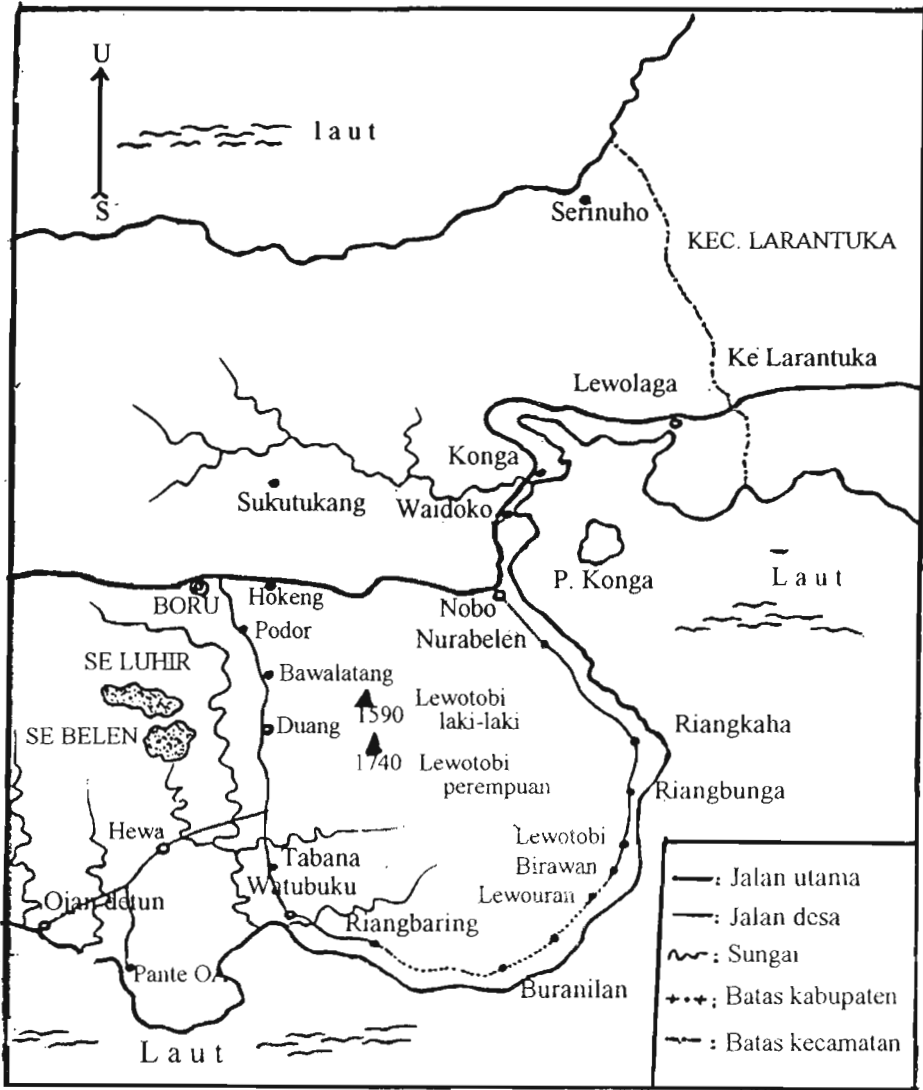 U
laut
S
Serinuho
KEC. LARANTUKA
Ke Larantuka
Lewolaga
Konga
Sukutukang
Waidoko
P. Konga
Laut
BORU
Hokeng
Nobo
Nurabelen
Podor
SE LUHIR
Bawalatang
Lewotobi
laki-laki
1590
SE BELEN
Duang
1740
Lewotobi
perempuan
Riangkaha
Riangbunga
Hewa
Lewotobi
Birawan
Tabana
Watubuku
Lewouran
Ojan detun
Riangbaring
Pante OA
Buranilan
Laut
: Jalan utama
: Jalan desa
: Sungai
: Batas kabupaten
: Batas kecamatan